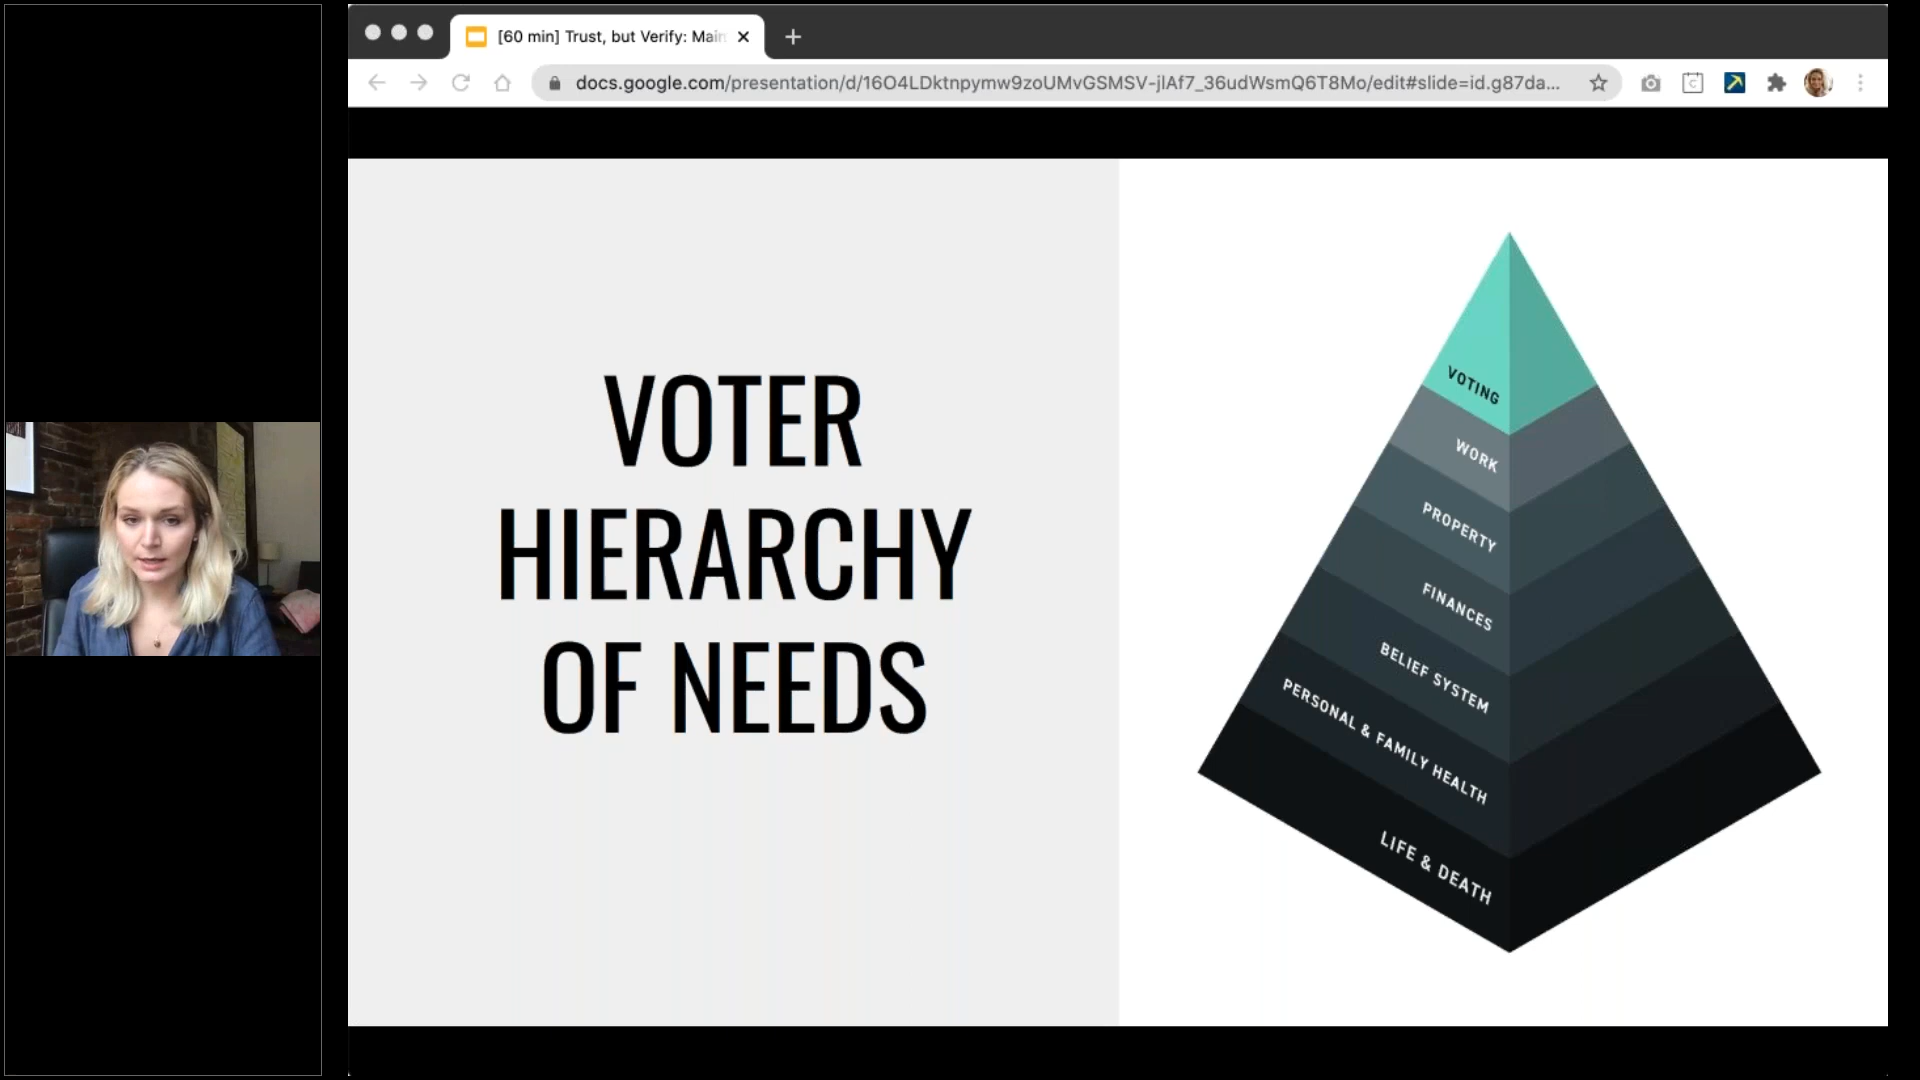 [60 min] Trust, but Verify: Main
docs.google.com/presentation/d/16O4LDktnpymw9zoUMvGSMSV-jlAf7_36udWsmQ6T8Mo/edit#slide=id.g87da...
VOTER
HIERARCHY
OF NEEDS
VOTING
WORK
PROPERTY
FINANCES
BELIEF SYSTEM
PERSONAL & FAMILY HEALTH
LIFE & DEATH